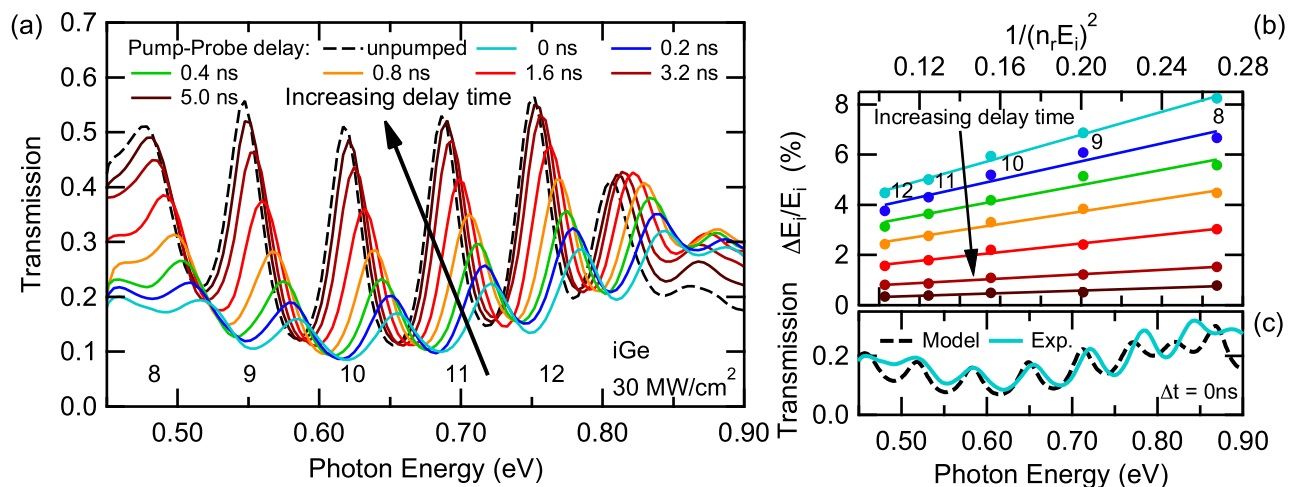 (a)
0.7
0.6
0.5
0.4
0.3
0.2
0.1
0.0
Transmission
Pump-Probe delay: unpumped 0 ns 0.2 ns
0.4 ns 0.8 ns 1.6 ns 3.2 ns
5.0 ns Increasing delay time
iGe
8 9 10 11 12 30 MW/cm2
0.50 0.60 0.70 0.80 0.90
Photon Energy (eV)
(b)
1/(nrEi)2
0.12 0.16 0.20 0.24 0.28
8
6
4
2
0
ΔEi/Ei (%)
Increasing delay time
12 11 10 9 8
(c)
0.2
0.0
Transmission
Model Exp.
Δt = 0ns
0.50 0.60 0.70 0.80 0.90
Photon Energy (eV)